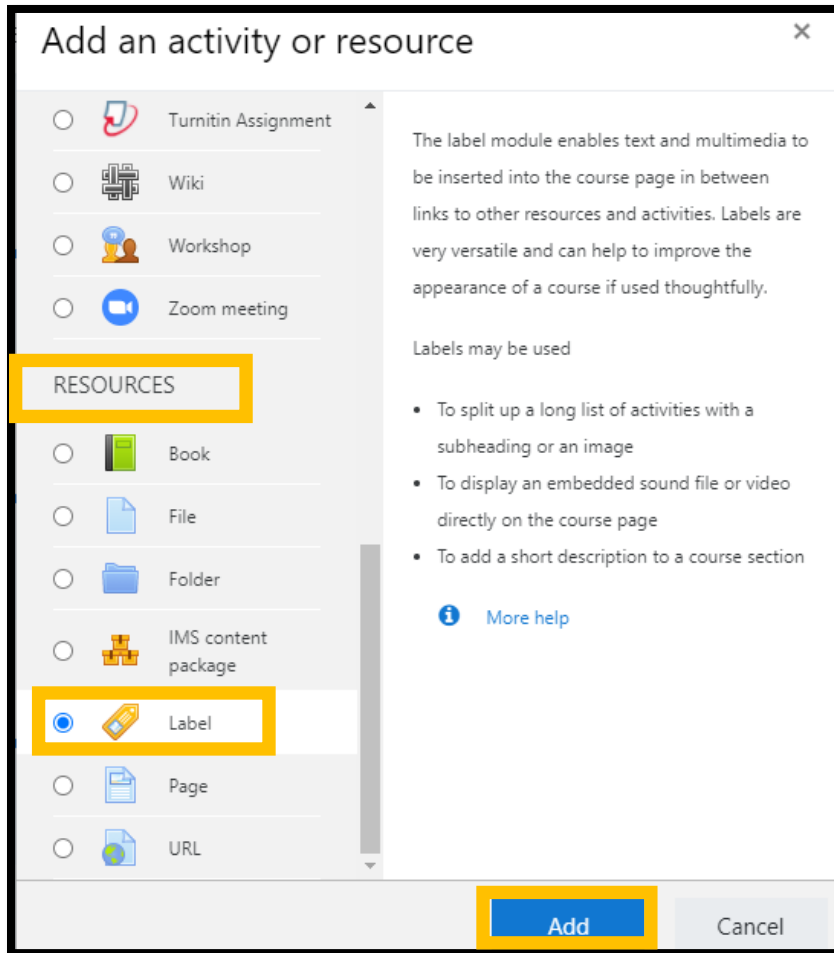 Add an activity or resource
×
Turnitin Assignment
Wiki
Workshop
Zoom meeting
RESOURCES
Book
File
Folder
IMS content
package
Label
Page
URL
The label module enables text and multimedia to
be inserted into the course page in between
links to other resources and activities. Labels are
very versatile and can help to improve the
appearance of a course if used thoughtfully.
Labels may be used
• To split up a long list of activities with a
subheading or an image
• To display an embedded sound file or video
directly on the course page
• To add a short description to a course section
More help
Add
Cancel